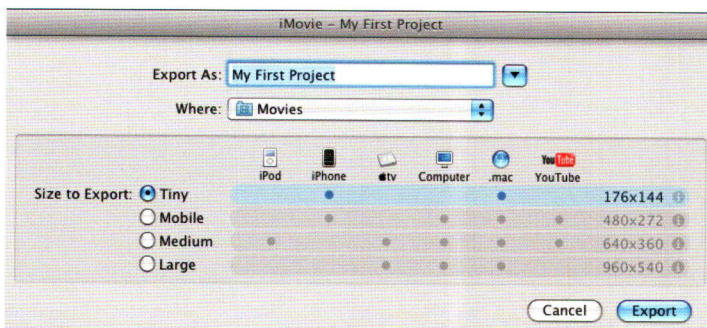 iMovie – My First Project
Export As: My First Project
Where: Movies
iPod iPhone tv Computer .mac YouTube
Size to Export: Tiny 176x144
Mobile 480x272
Medium 640x360
Large 960x540
Cancel Export